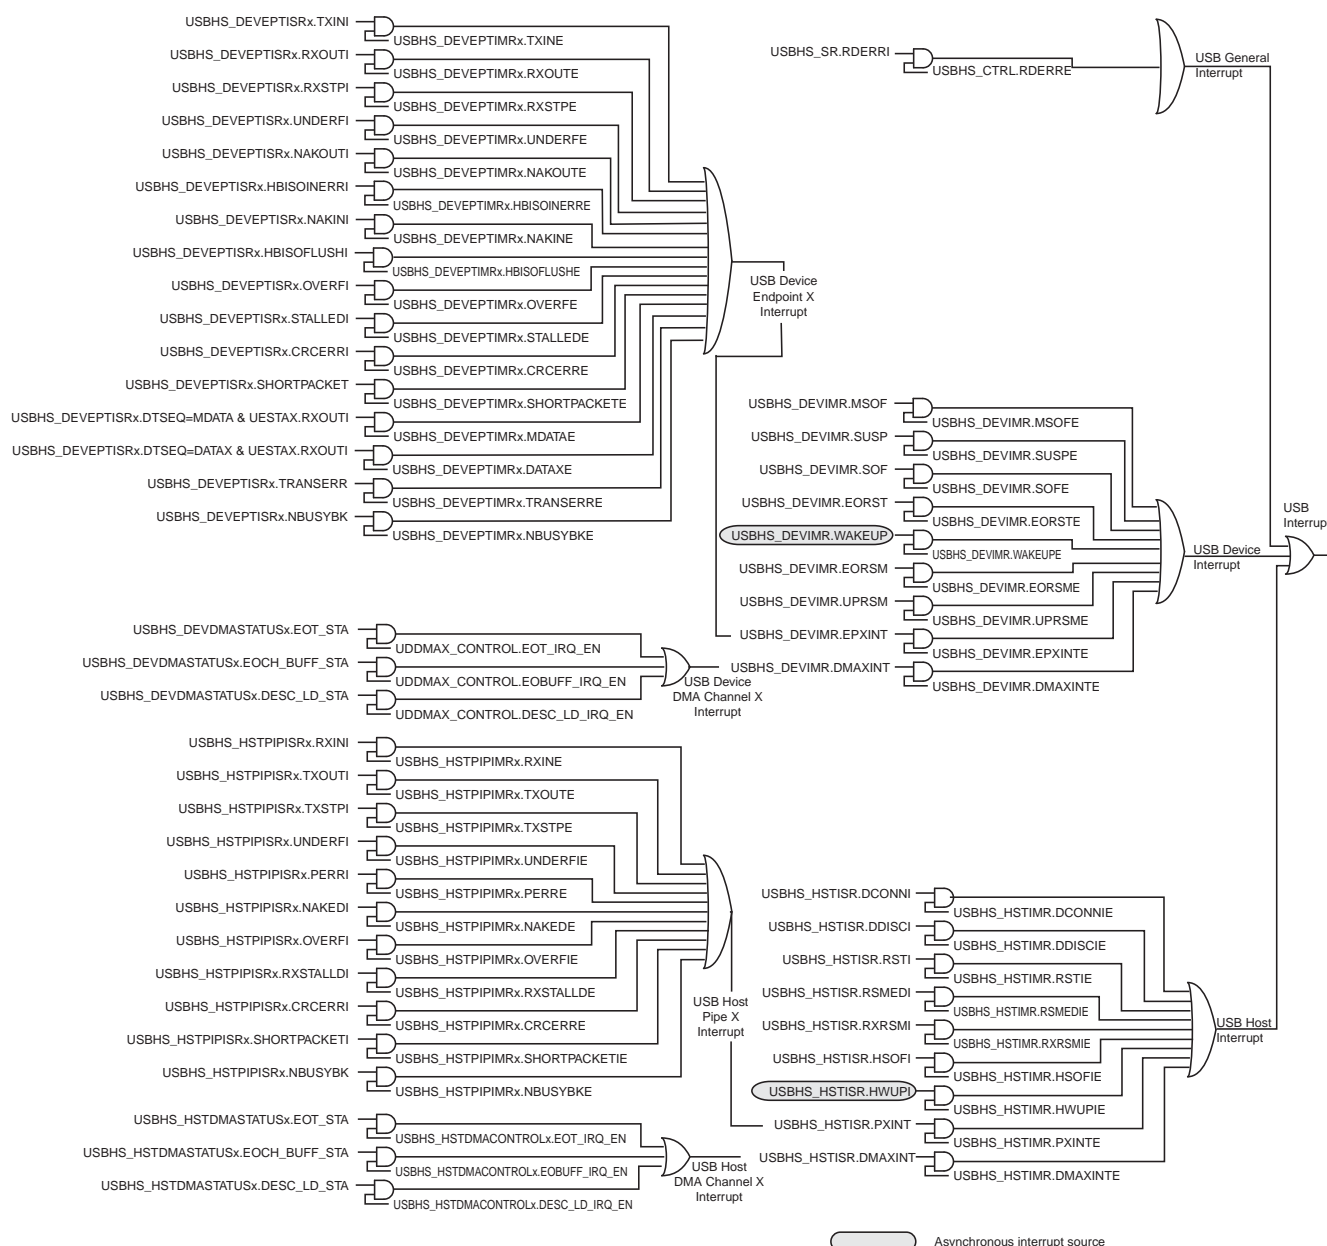 USBHS_DEVEPTISRx.TXINI
USBHS_DEVEPTIMRx.TXINE
USBHS_DEVEPTISRx.RXOUTI
USBHS_DEVEPTIMRx.RXOUTE
USBHS_DEVEPTISRx.RXSTPI
USBHS_DEVEPTIMRx.RXSTPE
USBHS_DEVEPTISRx.UNDERFI
USBHS_DEVEPTIMRx.UNDERFE
USBHS_DEVEPTISRx.NAKOUTI
USBHS_DEVEPTIMRx.NAKOUTE
USBHS_DEVEPTISRx.HBISOINERRI
USBHS_DEVEPTIMRx.HBISOINERRE
USBHS_DEVEPTISRx.NAKINI
USBHS_DEVEPTIMRx.NAKINE
USBHS_DEVEPTISRx.HBISOFLUSHI
USBHS_DEVEPTIMRx.HBISOFLUSHE
USBHS_DEVEPTISRx.OVERFI
USBHS_DEVEPTIMRx.OVERFE
USBHS_DEVEPTISRx.STALLEDI
USBHS_DEVEPTIMRx.STALLEDE
USBHS_DEVEPTISRx.CRCERRI
USBHS_DEVEPTIMRx.CRCERRE
USBHS_DEVEPTISRx.SHORTPACKET
USBHS_DEVEPTIMRx.SHORTPACKETE
USBHS_DEVEPTISRx.DTSEQ=MDATA & UESTAX.RXOUTI
USBHS_DEVEPTIMRx.MDATAE
USBHS_DEVEPTISRx.DTSEQ=DATAX & UESTAX.RXOUTI
USBHS_DEVEPTIMRx.DATAXE
USBHS_DEVEPTISRx.TRANSERR
USBHS_DEVEPTIMRx.TRANSERRE
USBHS_DEVEPTISRx.NBUSYBK
USBHS_DEVEPTIMRx.NBUSYBKE
USB Device
Endpoint X
Interrupt
USBHS_SR.RDERRI
USBHS_CTRL.RDERRE
USB General
Interrupt
USBHS_DEVIMR.MSOF
USBHS_DEVIMR.MSOFE
USBHS_DEVIMR.SUSP
USBHS_DEVIMR.SUSPE
USBHS_DEVIMR.SOF
USBHS_DEVIMR.SOFE
USBHS_DEVIMR.EORST
USBHS_DEVIMR.EORSTE
USBHS_DEVIMR.WAKEUP
USBHS_DEVIMR.WAKEUPE
USBHS_DEVIMR.EORSM
USBHS_DEVIMR.EORSME
USBHS_DEVIMR.UPRSM
USBHS_DEVIMR.UPRSME
USBHS_DEVIMR.EPXINT
USBHS_DEVIMR.EPXINTE
USBHS_DEVIMR.DMAXINT
USBHS_DEVIMR.DMAXINTE
USB Device
Interrupt
USB
Interrup
USBHS_DEVDMASTATUSx.EOT_STA
UDDMAX_CONTROL.EOT_IRQ_EN
USBHS_DEVDMASTATUSx.EOCH_BUFF_STA
UDDMAX_CONTROL.EOBUFF_IRQ_EN
USBHS_DEVDMASTATUSx.DESC_LD_STA
UDDMAX_CONTROL.DESC_LD_IRQ_EN
USB Device
DMA Channel X
Interrupt
USBHS_HSTPIPISRx.RXINI
USBHS_HSTPIPIMRx.RXINE
USBHS_HSTPIPISRx.TXOUTI
USBHS_HSTPIPIMRx.TXOUTE
USBHS_HSTPIPISRx.TXSTPI
USBHS_HSTPIPIMRx.TXSTPE
USBHS_HSTPIPISRx.UNDERFI
USBHS_HSTPIPIMRx.UNDERFIE
USBHS_HSTPIPISRx.PERRI
USBHS_HSTPIPIMRx.PERRE
USBHS_HSTPIPISRx.NAKEDI
USBHS_HSTPIPIMRx.NAKEDE
USBHS_HSTPIPISRx.OVERFI
USBHS_HSTPIPIMRx.OVERFIE
USBHS_HSTPIPISRx.RXSTALLDI
USBHS_HSTPIPIMRx.RXSTALLDE
USBHS_HSTPIPISRx.CRCERRI
USBHS_HSTPIPIMRx.CRCERRE
USBHS_HSTPIPISRx.SHORTPACKETI
USBHS_HSTPIPIMRx.SHORTPACKETIE
USBHS_HSTPIPISRx.NBUSYBK
USBHS_HSTPIPIMRx.NBUSYBKE
USB Host
Pipe X
Interrupt
USBHS_HSTISR.DCONNI
USBHS_HSTIMR.DCONNIE
USBHS_HSTISR.DDISCI
USBHS_HSTIMR.DDISCIE
USBHS_HSTISR.RSTI
USBHS_HSTIMR.RSTIE
USBHS_HSTISR.RSMEDI
USBHS_HSTIMR.RSMEDIE
USBHS_HSTISR.RXRSMI
USBHS_HSTIMR.RXRSMIE
USBHS_HSTISR.HSOFI
USBHS_HSTIMR.HSOFIE
USBHS_HSTISR.HWUPI
USBHS_HSTIMR.HWUPIE
USBHS_HSTISR.PXINT
USBHS_HSTIMR.PXINTE
USBHS_HSTISR.DMAXINT
USBHS_HSTIMR.DMAXINTE
USB Host
Interrupt
USBHS_HSTDMASTATUSx.EOT_STA
USBHS_HSTDMACONTROLx.EOT_IRQ_EN
USBHS_HSTDMASTATUSx.EOCH_BUFF_STA
USBHS_HSTDMACONTROLx.EOBUFF_IRQ_EN
USBHS_HSTDMASTATUSx.DESC_LD_STA
USBHS_HSTDMACONTROLx.DESC_LD_IRQ_EN
USB Host
DMA Channel X
Interrupt
Asynchronous interrupt source